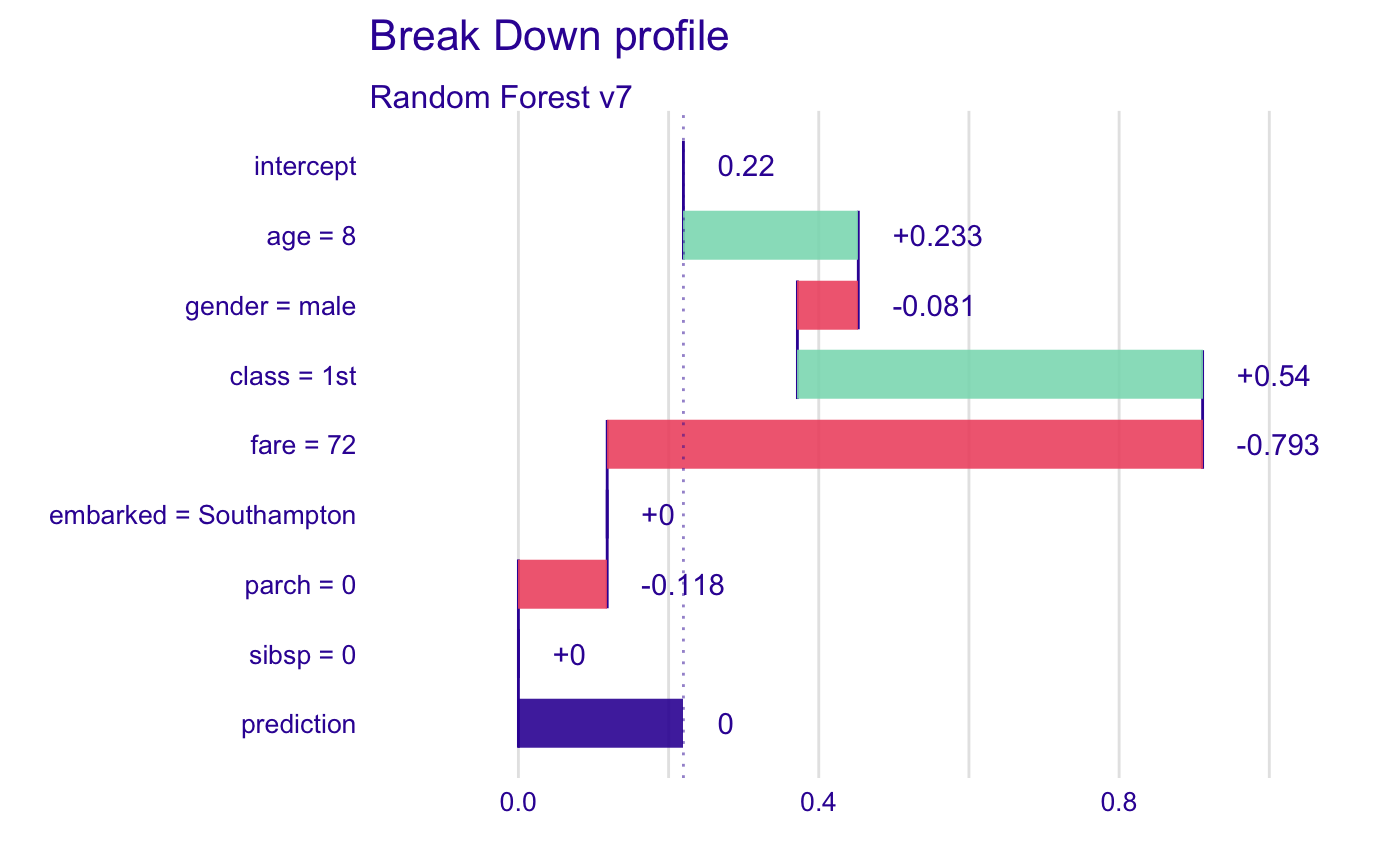 Break Down profile
Random Forest v7
intercept 0.22
age = 8 +0.233
gender = male -0.081
class = 1st +0.54
fare = 72 -0.793
embarked = Southampton +0
parch = 0 -0.118
sibsp = 0 +0
prediction 0
0.0 0.4 0.8